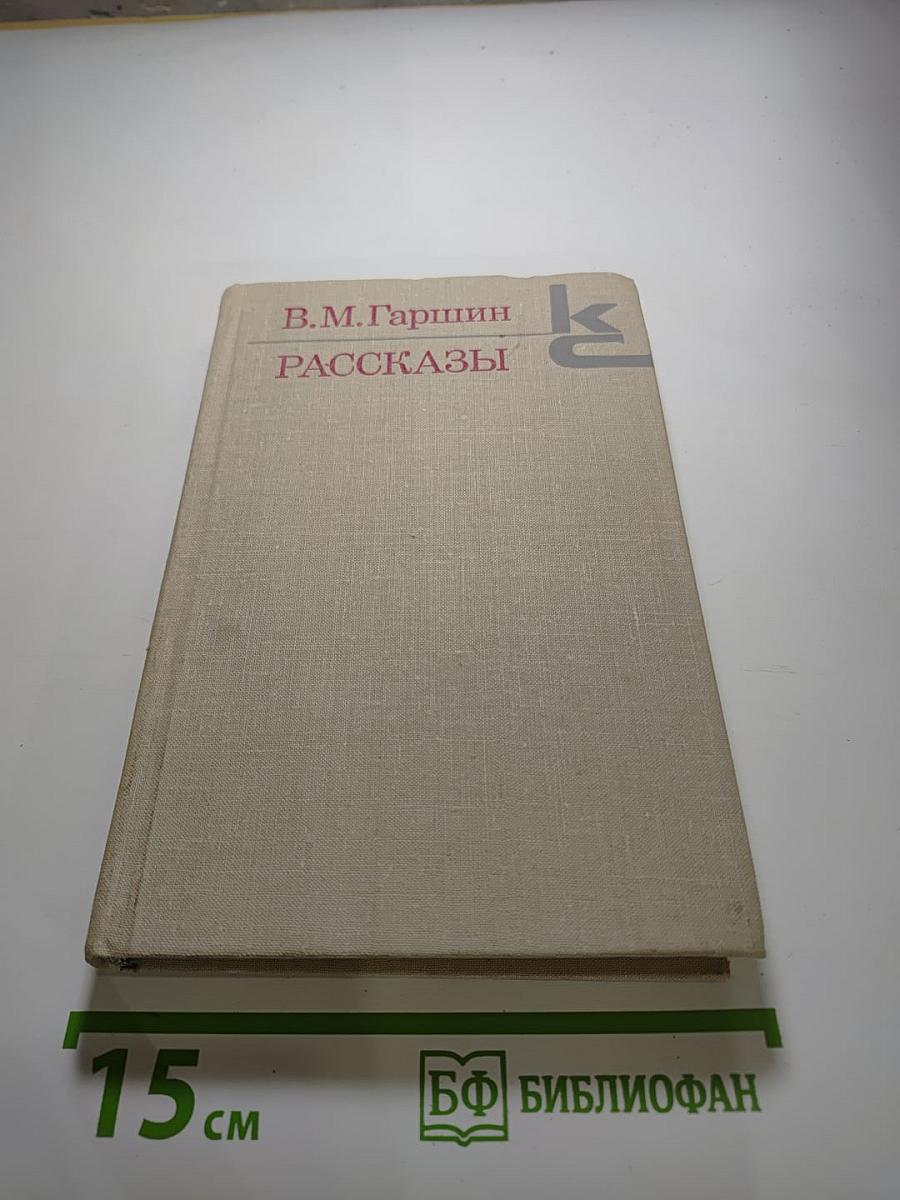 В.М.Гаршин
РАССКАЗЫ
кс
15 см
БФ БИБЛИОФАН